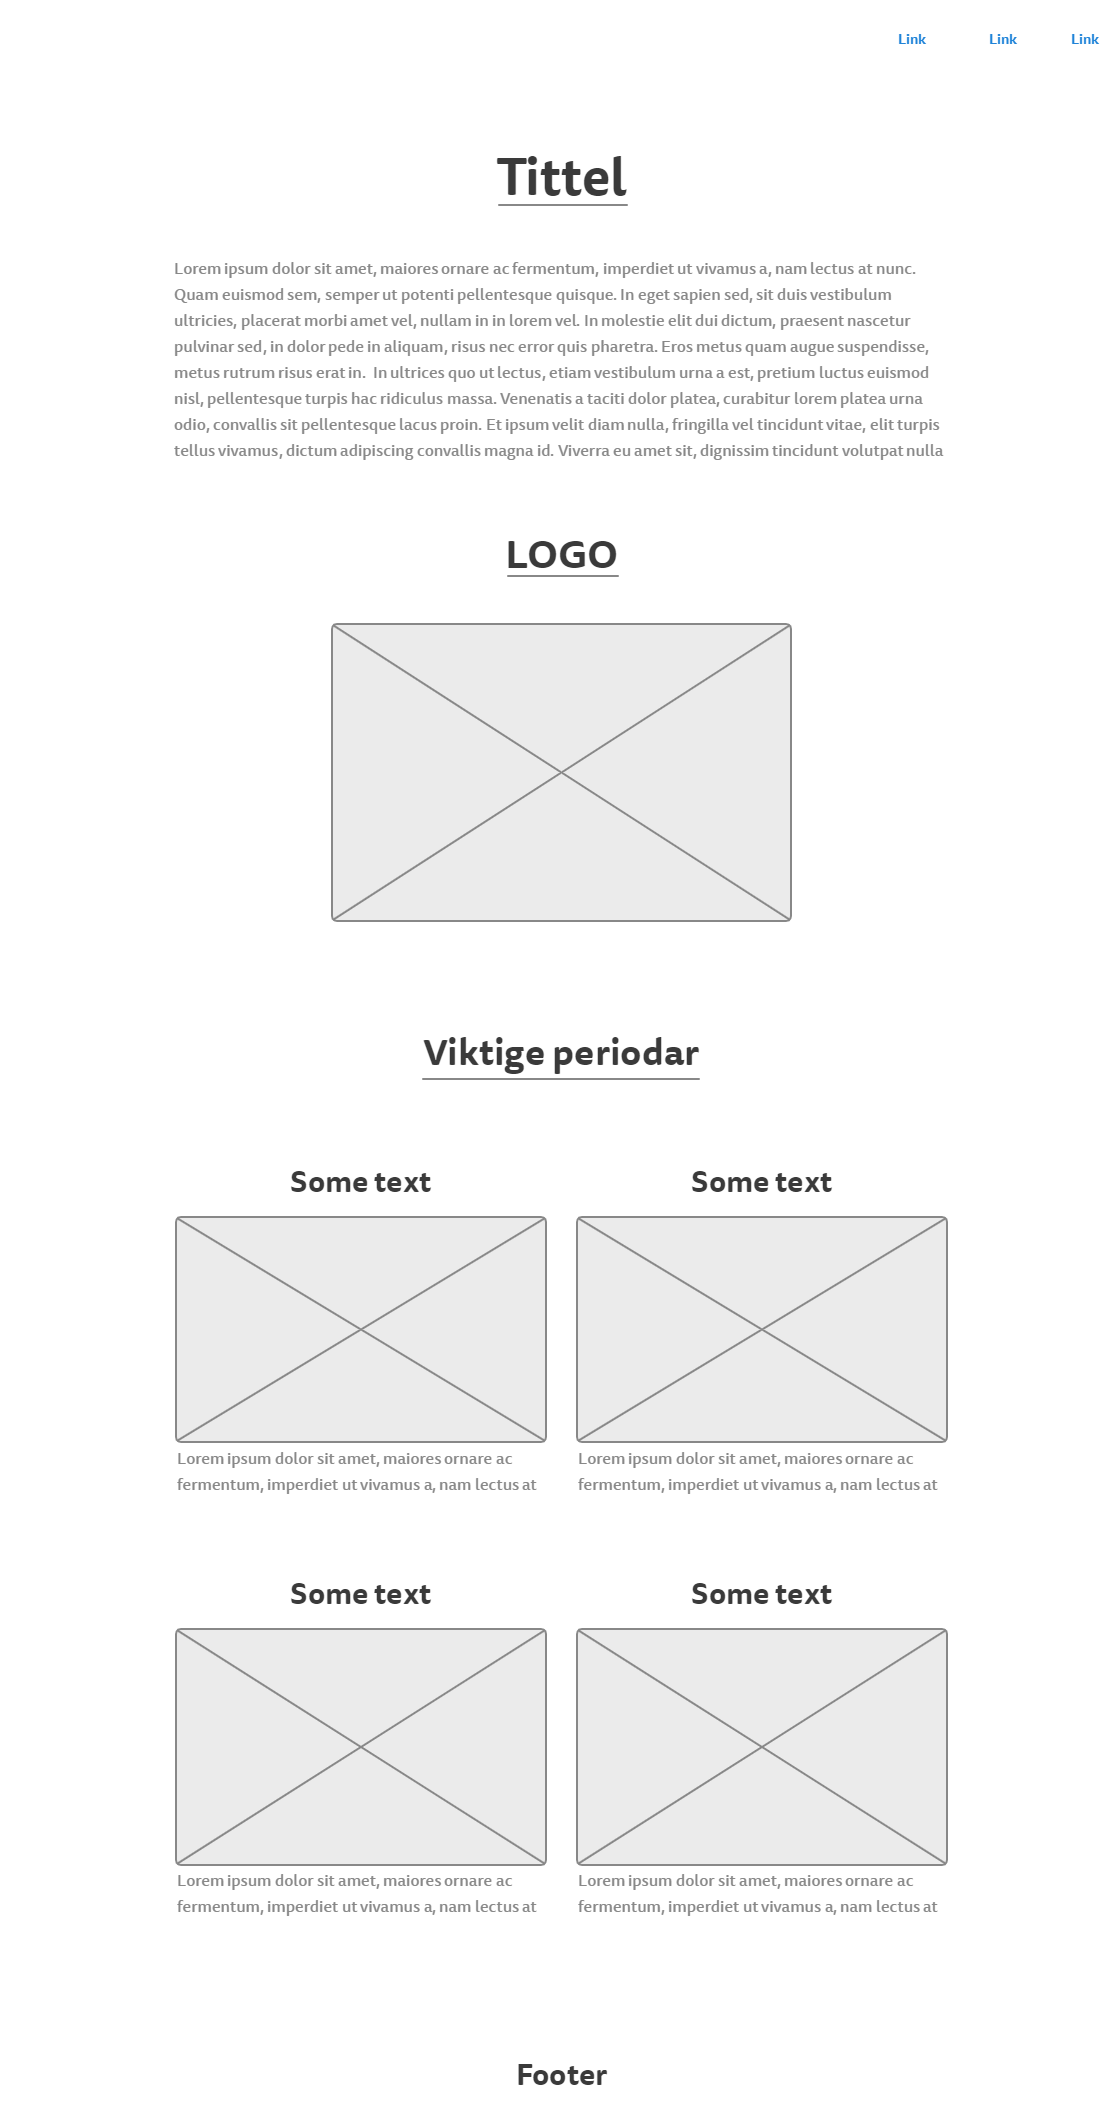 Link Link Link
Tittel
Lorem ipsum dolor sit amet, maiores ornare ac fermentum, imperdiet ut vivamus a, nam lectus at nunc.
Quam euismod sem, semper ut potenti pellentesque quisque. In eget sapien sed, sit duis vestibulum
ultricies, placerat morbi amet vel, nullam in in lorem vel. In molestie elit dui dictum, praesent nascetur
pulvinar sed, in dolor pede in aliquam, risus nec error quis pharetra. Eros metus quam augue suspendisse,
metus rutrum risus erat in.  In ultrices quo ut lectus, etiam vestibulum urna a est, pretium luctus euismod
nisl, pellentesque turpis hac ridiculus massa. Venenatis a taciti dolor platea, curabitur lorem platea urna
odio, convallis sit pellentesque lacus proin. Et ipsum velit diam nulla, fringilla vel tincidunt vitae, elit turpis
tellus vivamus, dictum adipiscing convallis magna id. Viverra eu amet sit, dignissim tincidunt volutpat nulla
LOGO
Viktige periodar
Some text
Lorem ipsum dolor sit amet, maiores ornare ac
fermentum, imperdiet ut vivamus a, nam lectus at
Some text
Lorem ipsum dolor sit amet, maiores ornare ac
fermentum, imperdiet ut vivamus a, nam lectus at
Some text
Lorem ipsum dolor sit amet, maiores ornare ac
fermentum, imperdiet ut vivamus a, nam lectus at
Some text
Lorem ipsum dolor sit amet, maiores ornare ac
fermentum, imperdiet ut vivamus a, nam lectus at
Footer